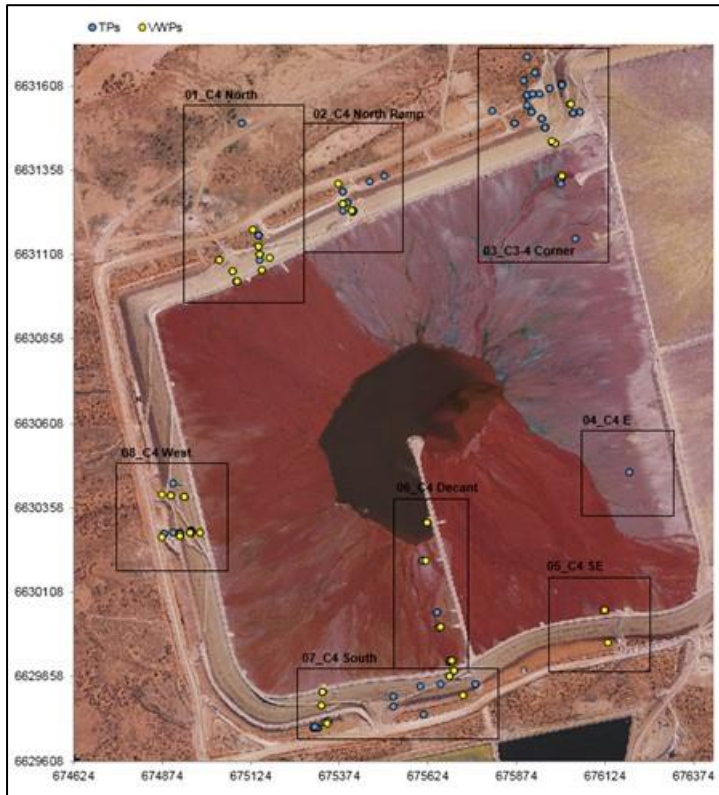 TPs VWPs
6631608
01_C4 North
02_C4 North Ramp
6631358
6631108
03_C3-4 Corner
6630858
6630608
04_C4 E
08_C4 West
06_C4 Decant
6630358
6630108
05_C4 SE
07_C4 South
6629858
6629608
674624 674874 675124 675374 675624 675874 676124 676374